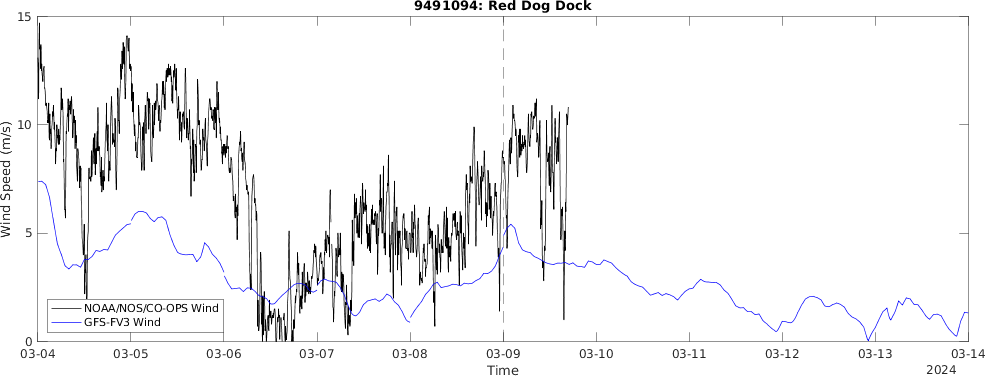 9491094: Red Dog Dock
15
10
5
0
Wind Speed (m/s)
NOAA/NOS/CO-OPS Wind
GFS-FV3 Wind
03-04 03-05 03-06 03-07 03-08 03-09 03-10 03-11 03-12 03-13 03-14
Time
2024